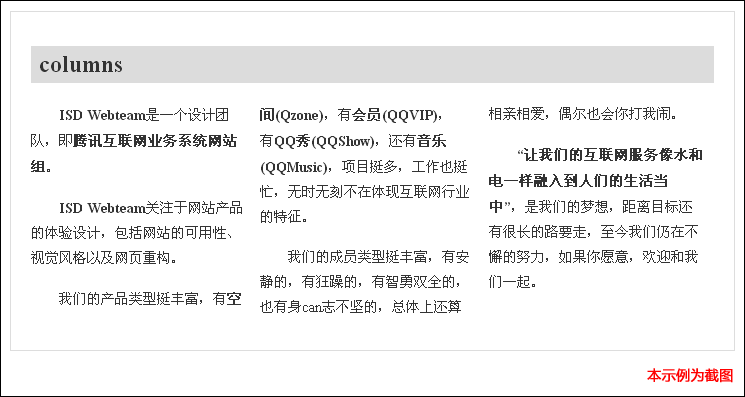 columns
ISD Webteam是一个设计团
队，即腾讯互联网业务系统网站
组。
ISD Webteam关注于网站产品
的体验设计，包括网站的可用性、
视觉风格以及网页重构。
我们的产品类型挺丰富，有空
间(Qzone)，有会员(QQVIP)，
有QQ秀(QQShow)，还有音乐
(QQMusic)，项目挺多，工作也挺
忙，无时无刻不在体现互联网行业
的特征。
我们的成员类型挺丰富，有安
静的，有狂躁的，有智勇双全的，
也有身can志不坚的，总体上还算
相亲相爱，偶尔也会你打我闹。
“让我们的互联网服务像水和
电一样融入到人们的生活当
中”，是我们的梦想，距离目标还
有很长的路要走，至今我们仍在不
懈的努力，如果你愿意，欢迎和我
们一起。
本示例为截图